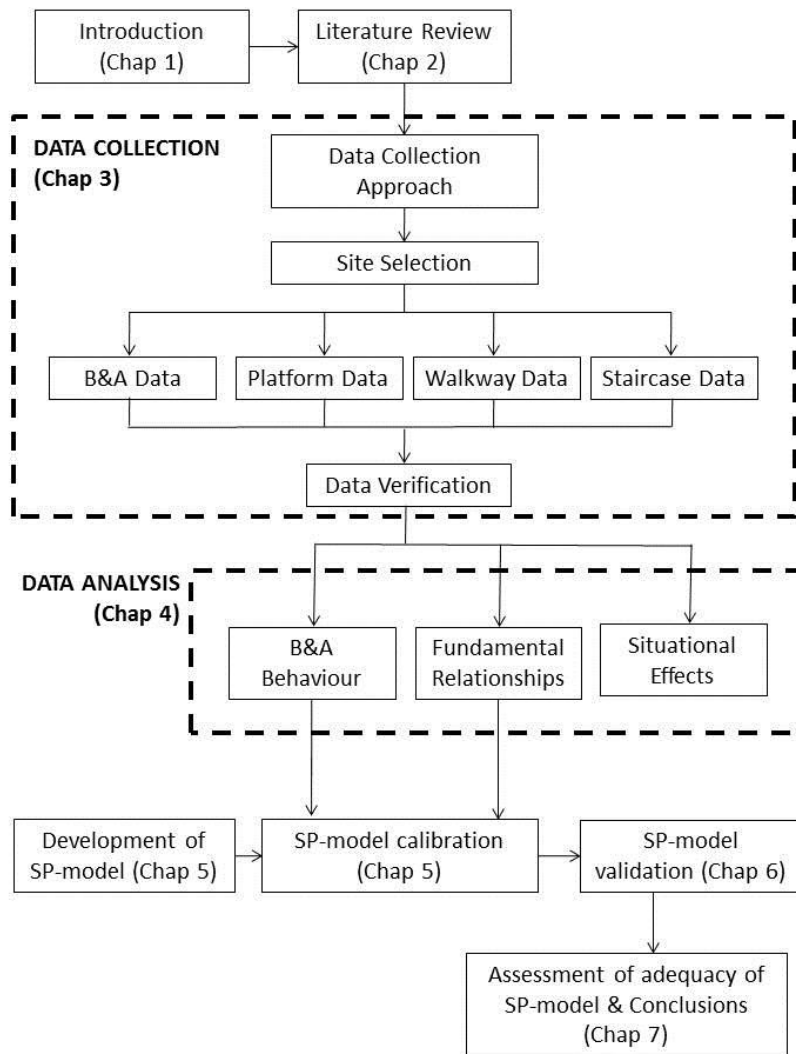 Introduction
(Chap 1)
Literature Review
(Chap 2)
DATA COLLECTION
(Chap 3)
Data Collection
Approach
Site Selection
B&A Data
Platform Data
Walkway Data
Staircase Data
Data Verification
DATA ANALYSIS
(Chap 4)
B&A
Behaviour
Fundamental
Relationships
Situational
Effects
Development of
SP-model (Chap 5)
SP-model calibration
(Chap 5)
SP-model
validation (Chap 6)
Assessment of adequacy of
SP-model & Conclusions
(Chap 7)